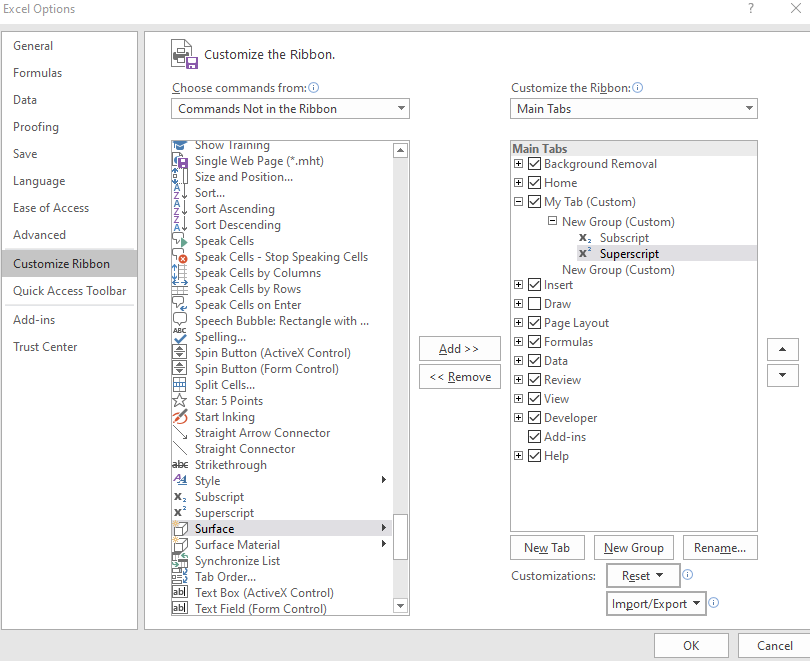 Excel Options
?
General
Formulas
Data
Proofing
Save
Language
Ease of Access
Advanced
Customize Ribbon
Quick Access Toolbar
Add-ins
Trust Center
Customize the Ribbon.
Choose commands from:
Commands Not in the Ribbon
Show Training
Single Web Page (*.mht)
Size and Position...
Sort...
Sort Ascending
Sort Descending
Speak Cells
Speak Cells - Stop Speaking Cells
Speak Cells by Columns
Speak Cells by Rows
Speak Cells on Enter
Speech Bubble: Rectangle with ...
Spelling...
Spin Button (ActiveX Control)
Spin Button (Form Control)
Split Cells...
Star: 5 Points
Start Inking
Straight Arrow Connector
Straight Connector
Strikethrough
Style
Subscript
Superscript
Surface
Surface Material
Synchronize List
Tab Order...
Text Box (ActiveX Control)
Text Field (Form Control)
Add >>
<< Remove
Customize the Ribbon:
Main Tabs
Main Tabs
Background Removal
Home
My Tab (Custom)
New Group (Custom)
Subscript
Superscript
New Group (Custom)
Insert
Draw
Page Layout
Formulas
Data
Review
View
Developer
Add-ins
Help
New Tab
New Group
Rename...
Customizations:
Reset
Import/Export
OK
Cancel